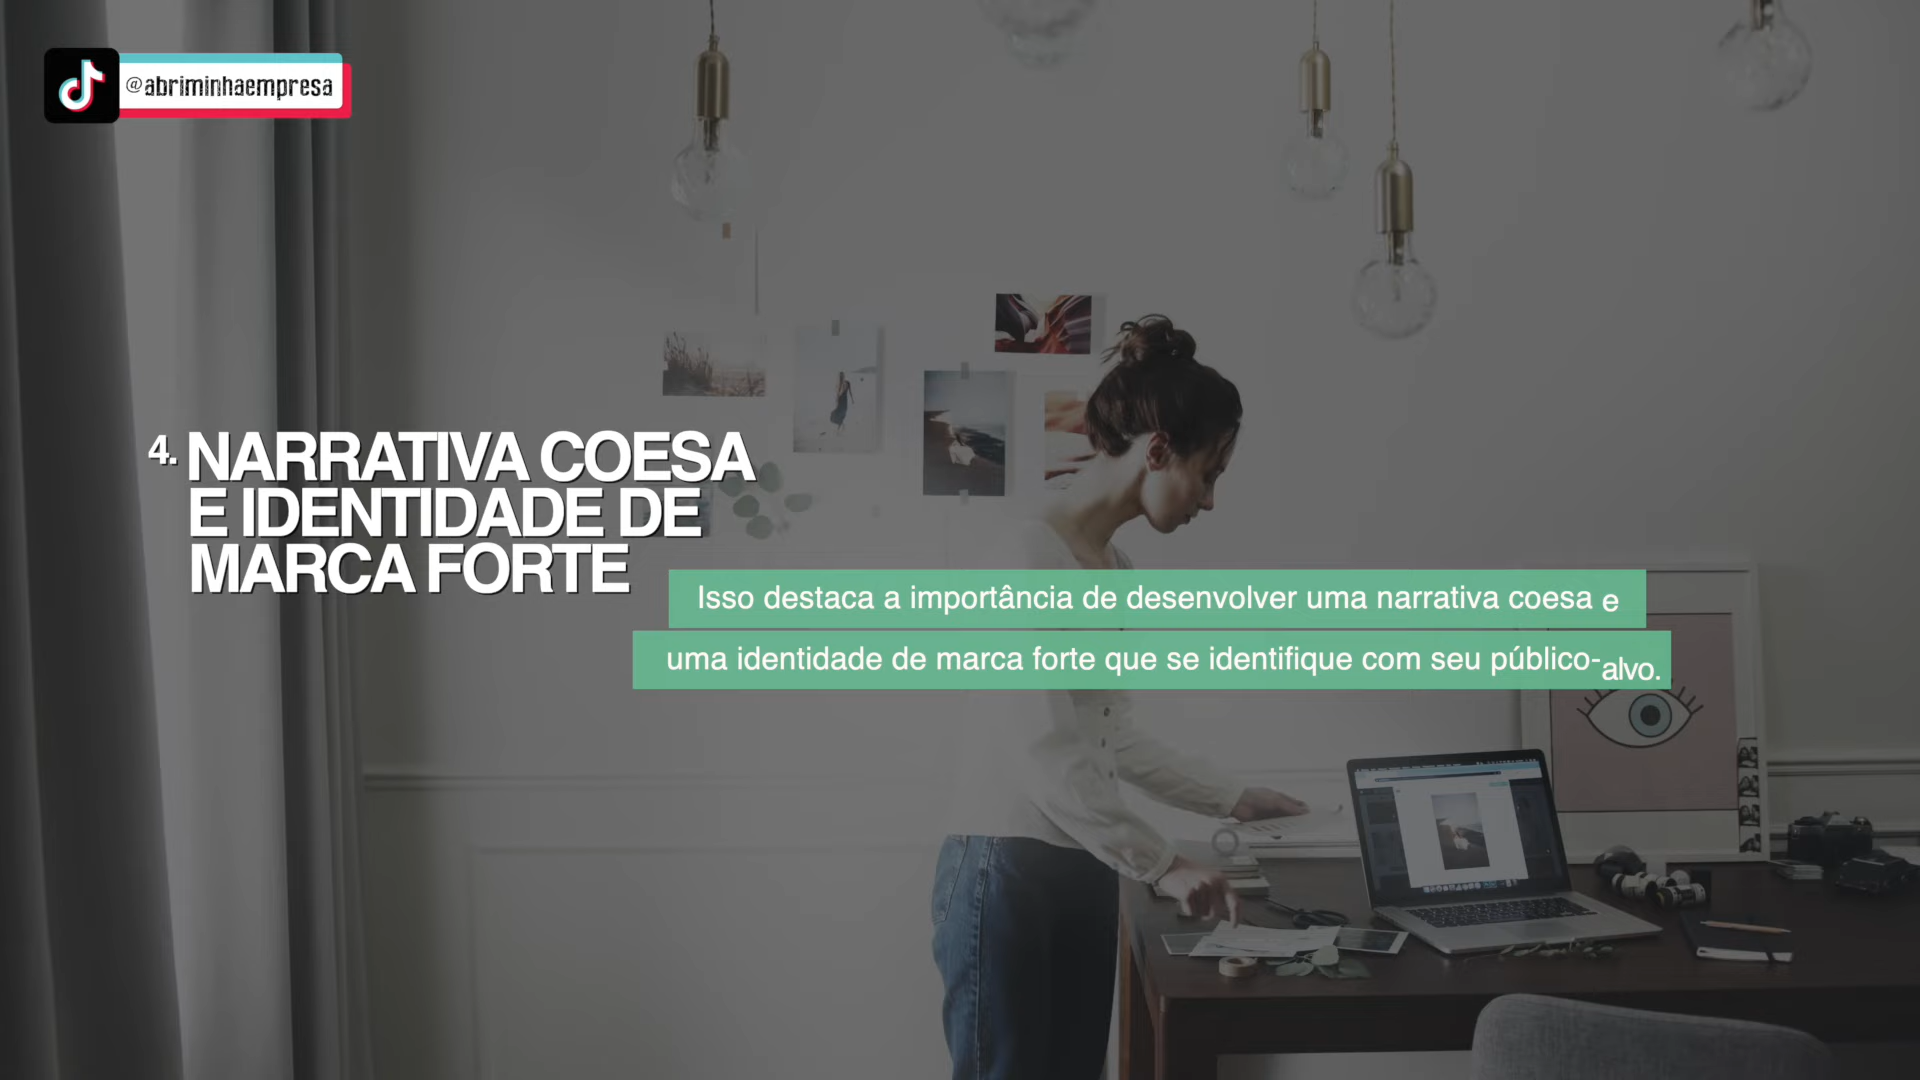 @abriminhaempresa
4. NARRATIVA COESA
E IDENTIDADE DE
MARCA FORTE
Isso destaca a importância de desenvolver uma narrativa coesa e
uma identidade de marca forte que se identifique com seu público-alvo.